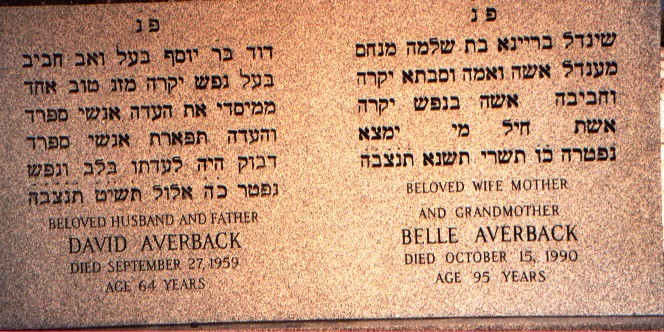 פ נ
דוד בר יוסף בעל ואב חביב
בעל נפש יקרה מזג טוב אחד
ממיסדי את העדה אנשי ספרד
והעדה תפארת אנשי ספרד
דבוק היה לעדתו בלב ונפש
נפטר כה אלול תשיט תנצבה
BELOVED HUSBAND AND FATHER
DAVID AVERBACK
DIED SEPTEMBER 27, 1959
AGE 64 YEARS
פ נ
שינדל בריינא בת שלמה מנחם
מענדל אשה ואמה וסבתא יקרה
וחביבה אשה בנפש יקרה
אשת חיל מי ימצא
נפטרה כו תשרי תשנא תנצבה
BELOVED WIFE MOTHER
AND GRANDMOTHER
BELLE AVERBACK
DIED OCTOBER 15, 1990
AGE 95 YEARS